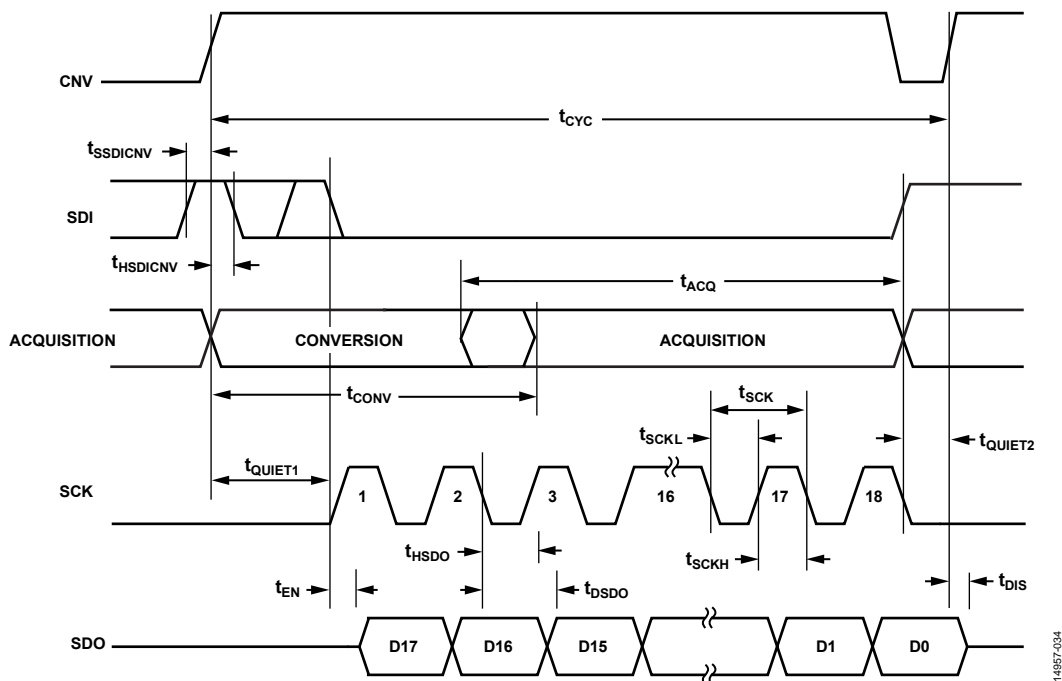 CNV
tCYC
tSSDICNV
SDI
tHSDICNV
tACQ
ACQUISITION
CONVERSION
ACQUISITION
tCONV
tSCK
tSCKL
tQUIET2
tQUIET1
SCK
1
2
3
16
17
18
tHSDO
tSCKH
tEN
tDSDO
tDIS
SDO
D17
D16
D15
D1
D0
14957-034